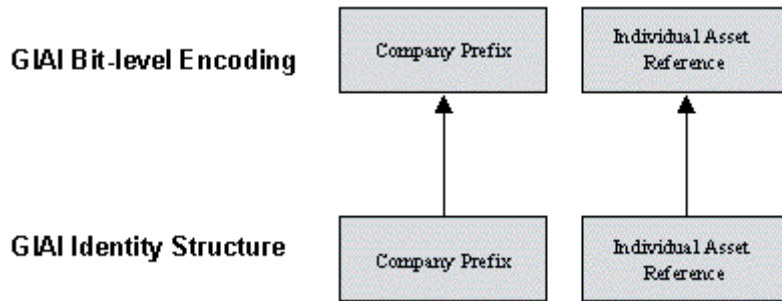 GIAI Bit-level Encoding
Company Prefix
Individual Asset
Reference
GIAI Identity Structure
Company Prefix
Individual Asset
Reference